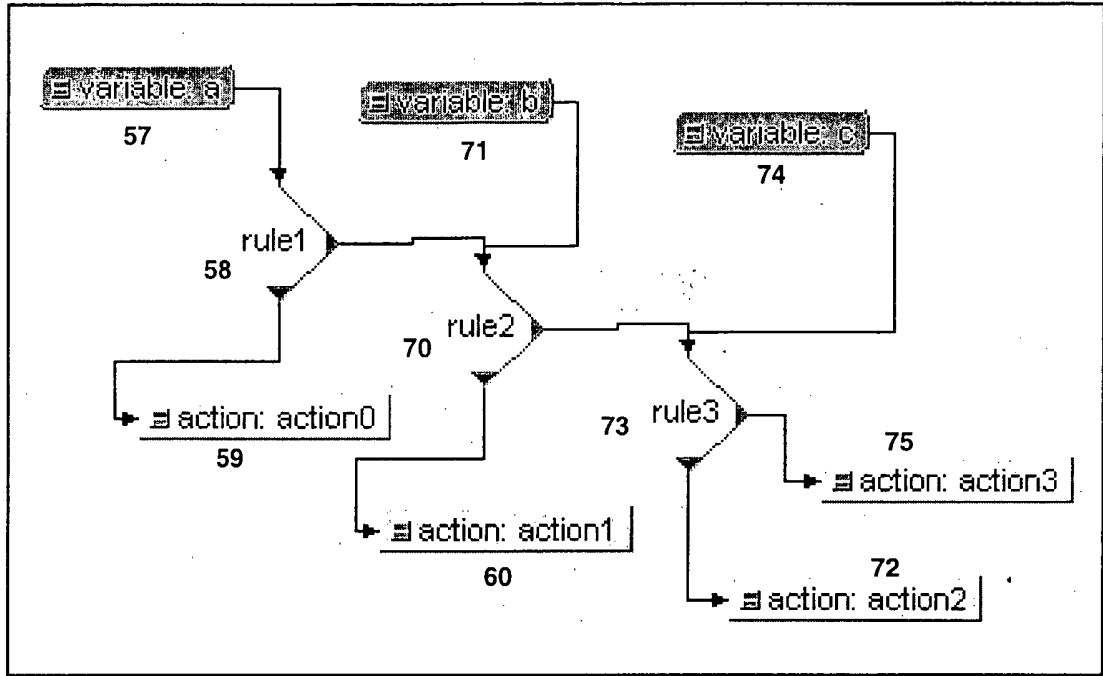 variable: a
57
variable: b
71
variable: c
74
rule1
58
rule2
70
rule3
73
action: action0
59
75
action: action3
action: action1
60
72
action: action2